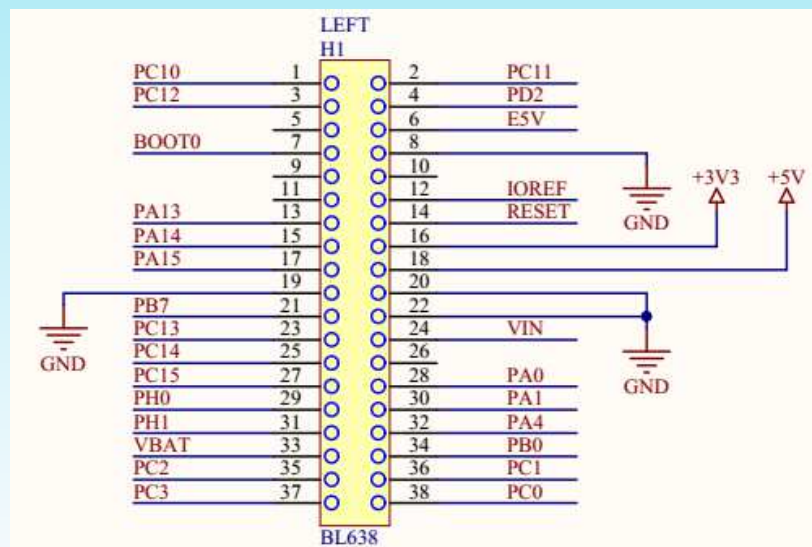 LEFT
H1
PC10 1 2 PC11
PC12 3 4 PD2
5 6 E5V
BOOT0 7 8
9 10
11 12 IOREF
+3V3 +5V
PA13 13 14 RESET
GND
PA14 15 16
PA15 17 18
19 20
PB7 21 22
PC13 23 24 VIN
GND
PC14 25 26
GND
PC15 27 28 PA0
PH0 29 30 PA1
PH1 31 32 PA4
VBAT 33 34 PB0
PC2 35 36 PC1
PC3 37 38 PC0
BL638